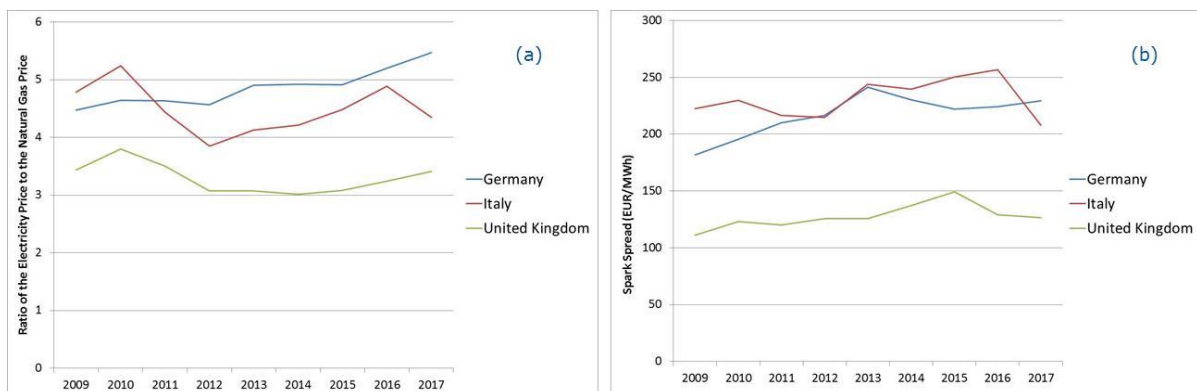 Ratio of the Electricity Price to the Natural Gas Price
6
5
4
3
2
1
0
2009 2010 2011 2012 2013 2014 2015 2016 2017
(a)
Germany
Italy
United Kingdom
Spark Spread (EUR/MWh)
300
250
200
150
100
50
0
2009 2010 2011 2012 2013 2014 2015 2016 2017
(b)
Germany
Italy
United Kingdom